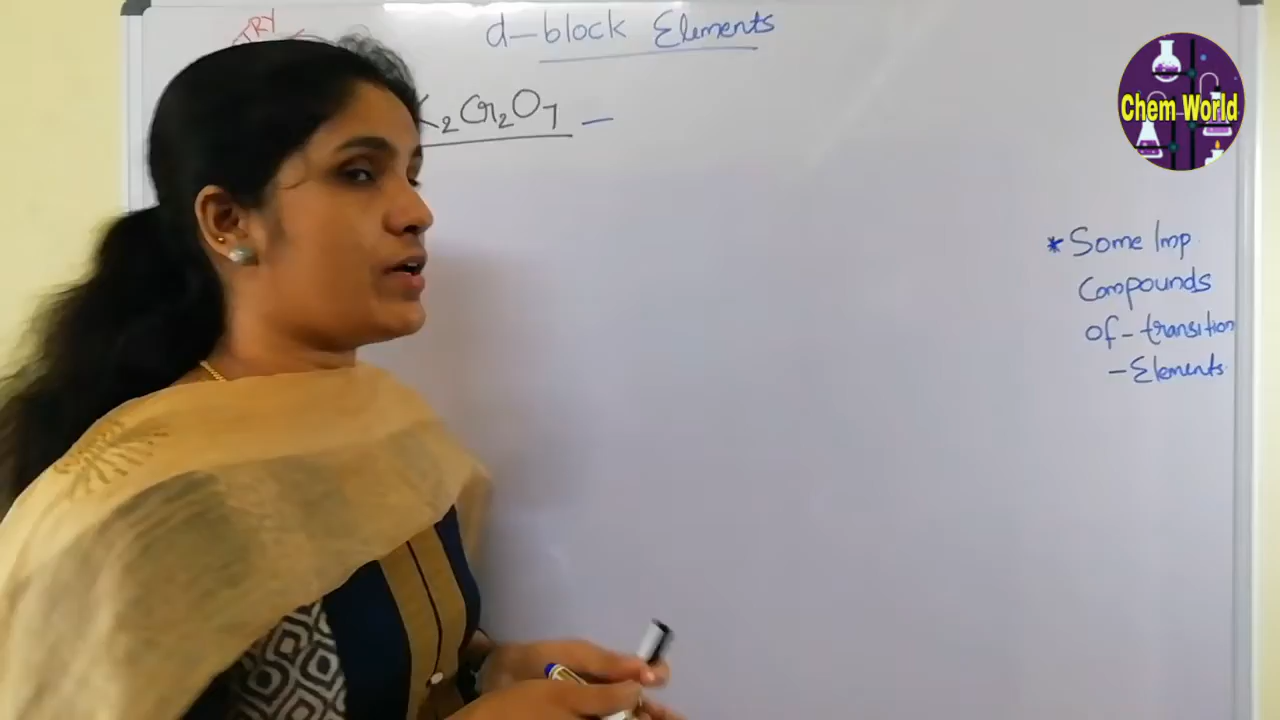 d-block Elements
K₂Cr₂O₇ —
Chem World
* Some Imp
Compounds
of - transition
- Elements